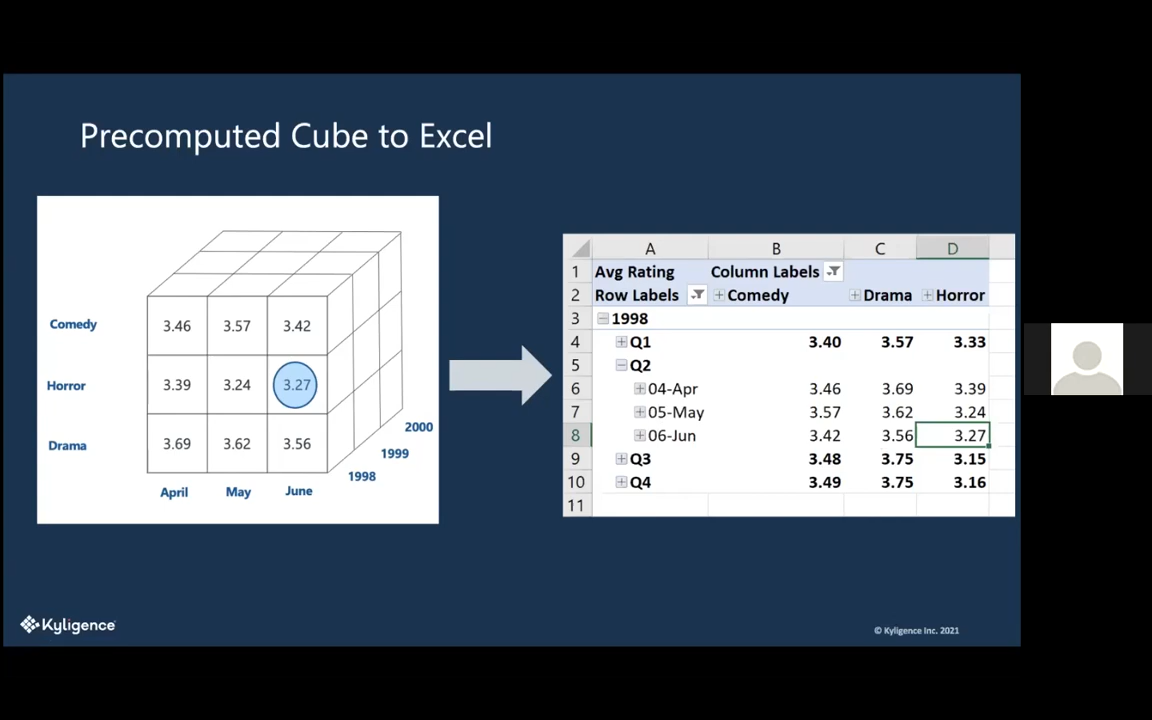 Precomputed Cube to Excel
Comedy 3.46 3.57 3.42
Horror 3.39 3.24 3.27
Drama 3.69 3.62 3.56
April May June
1998
1999
2000
A B C D
1 Avg Rating Column Labels
2 Row Labels Comedy Drama Horror
3 1998
4 Q1 3.40 3.57 3.33
5 Q2
6 04-Apr 3.46 3.69 3.39
7 05-May 3.57 3.62 3.24
8 06-Jun 3.42 3.56 3.27
9 Q3 3.48 3.75 3.15
10 Q4 3.49 3.75 3.16
11
Kyligence
© Kyligence Inc. 2021